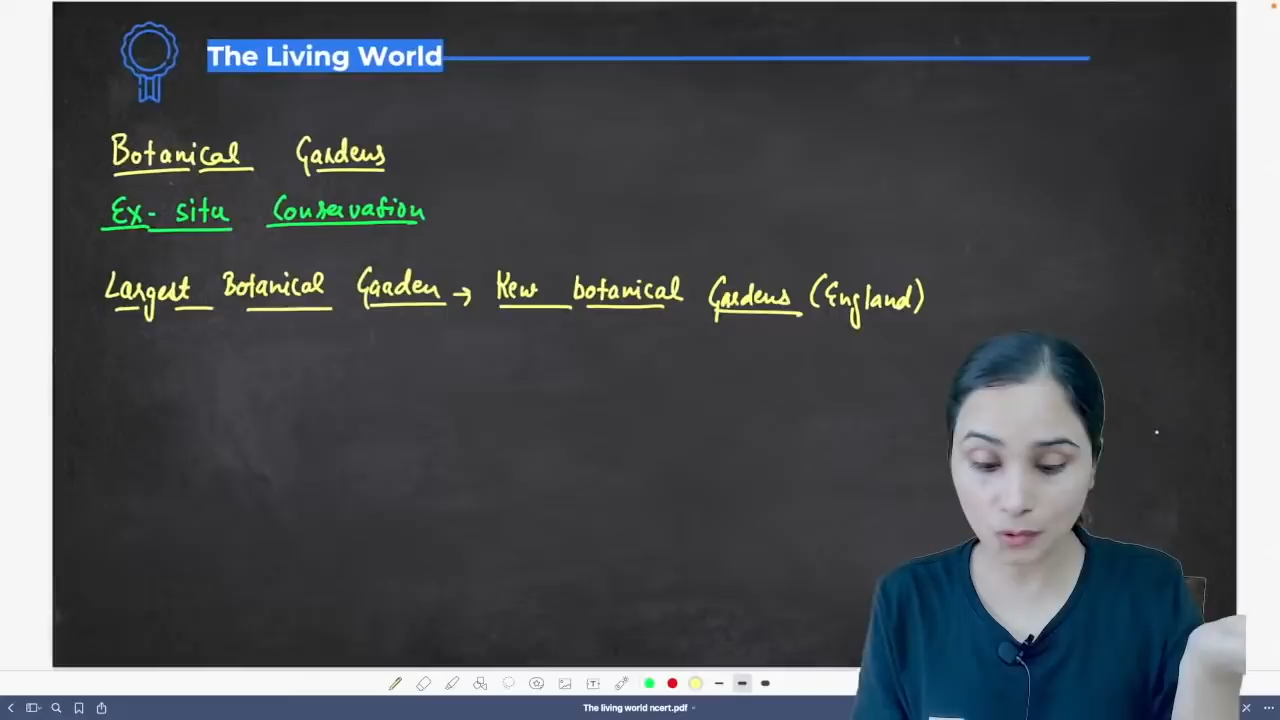 The Living World
Botanical Gardens
Ex-situ Conservation
Largest Botanical Garden → Kew botanical Gardens (England)
The living world ncert.pdf